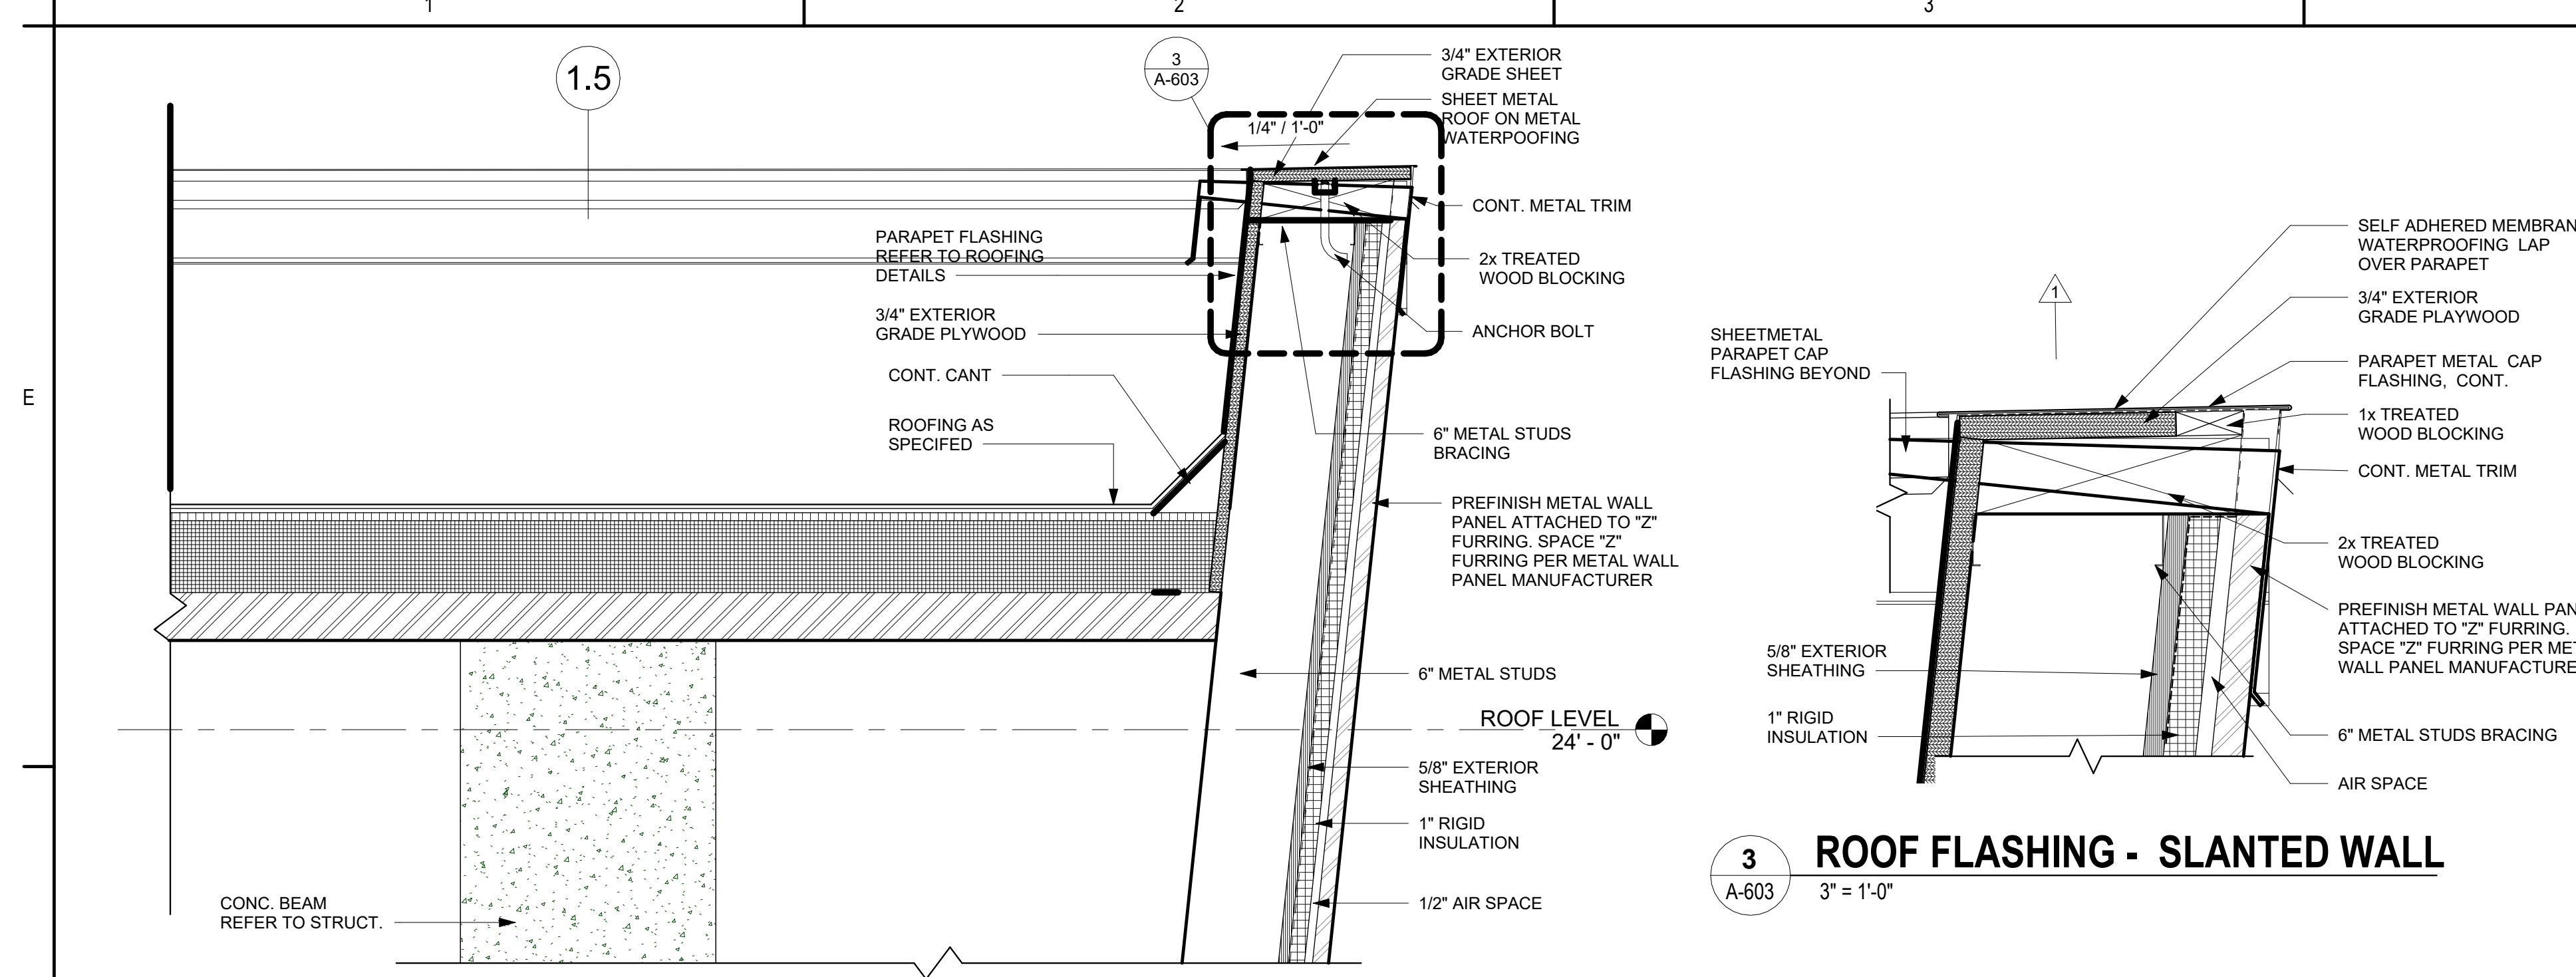 1
2
3
E
1.5
3
A-603
1/4" / 1'-0"
3/4" EXTERIOR
GRADE SHEET
SHEET METAL
ROOF ON METAL
WATERPOOFING
CONT. METAL TRIM
2x TREATED
WOOD BLOCKING
ANCHOR BOLT
PARAPET FLASHING
REFER TO ROOFING
DETAILS
3/4" EXTERIOR
GRADE PLYWOOD
CONT. CANT
ROOFING AS
SPECIFED
6" METAL STUDS
BRACING
PREFINISH METAL WALL
PANEL ATTACHED TO "Z"
FURRING. SPACE "Z"
FURRING PER METAL WALL
PANEL MANUFACTURER
6" METAL STUDS
ROOF LEVEL
24' - 0"
5/8" EXTERIOR
SHEATHING
1" RIGID
INSULATION
1/2" AIR SPACE
CONC. BEAM
REFER TO STRUCT.
1
SHEETMETAL
PARAPET CAP
FLASHING BEYOND
5/8" EXTERIOR
SHEATHING
1" RIGID
INSULATION
SELF ADHERED MEMBRAN
WATERPROOFING LAP
OVER PARAPET
3/4" EXTERIOR
GRADE PLAYWOOD
PARAPET METAL CAP
FLASHING, CONT.
1x TREATED
WOOD BLOCKING
CONT. METAL TRIM
2x TREATED
WOOD BLOCKING
PREFINISH METAL WALL PAN
ATTACHED TO "Z" FURRING.
SPACE "Z" FURRING PER MET
WALL PANEL MANUFACTURE
6" METAL STUDS BRACING
AIR SPACE
3
A-603
ROOF FLASHING - SLANTED WALL
3" = 1'-0"